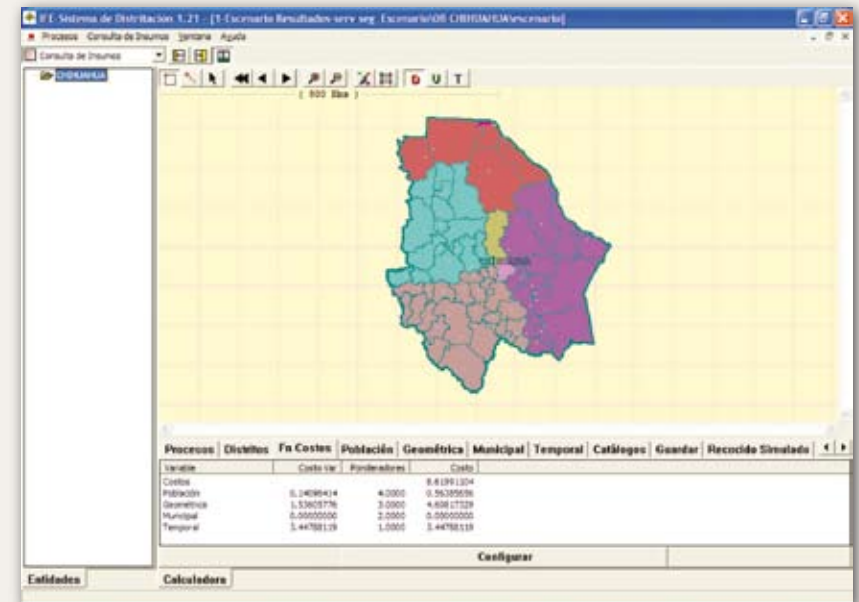 IFE Sistema de Distritación 1.21 - [1-Escenario Resultados-serv seg. Escenario\08 CHIHUAHUA\escenario]
Procesos Consulta de Insumos Ventana Ayuda
Consulta de Insumos
CHIHUAHUA
D U T
( 800 Kms )
Procesos Distritos Fn Costos Población Geométrica Municipal Temporal Catálogos Guardar Recocido Simulado
Variable Costo Var Ponderadores Costo
Costos 8.61991104
Población 0.14096414 4.0000 0.56385656
Geométrica 1.53605776 3.0000 4.60817329
Municipal 0.00000000 2.0000 0.00000000
Temporal 3.44788119 1.0000 3.44788119
Configurar
Entidades Calculadora